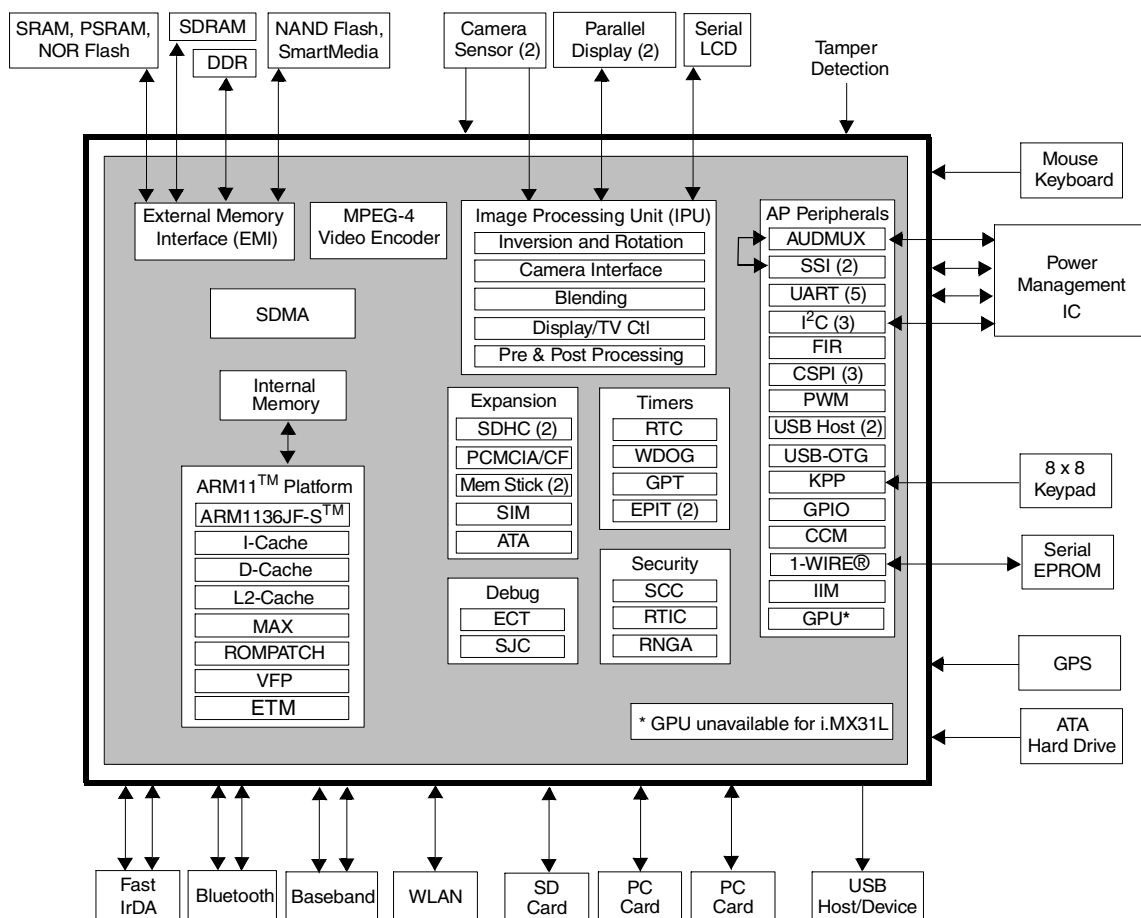 SRAM, PSRAM,
NOR Flash
SDRAM
DDR
NAND Flash,
SmartMedia
Camera
Sensor (2)
Parallel
Display (2)
Serial
LCD
Tamper
Detection
External Memory
Interface (EMI)
MPEG-4
Video Encoder
SDMA
Internal
Memory
ARM11™ Platform
ARM1136JF-S™
I-Cache
D-Cache
L2-Cache
MAX
ROMPATCH
VFP
ETM
Image Processing Unit (IPU)
Inversion and Rotation
Camera Interface
Blending
Display/TV Ctl
Pre & Post Processing
Expansion
SDHC (2)
PCMCIA/CF
Mem Stick (2)
SIM
ATA
Debug
ECT
SJC
Timers
RTC
WDOG
GPT
EPIT (2)
Security
SCC
RTIC
RNGA
AP Peripherals
AUDMUX
SSI (2)
UART (5)
I²C (3)
FIR
CSPI (3)
PWM
USB Host (2)
USB-OTG
KPP
GPIO
CCM
1-WIRE®
IIM
GPU*
* GPU unavailable for i.MX31L
Mouse
Keyboard
Power
Management
IC
8 x 8
Keypad
Serial
EPROM
GPS
ATA
Hard Drive
Fast
IrDA
Bluetooth
Baseband
WLAN
SD
Card
PC
Card
PC
Card
USB
Host/Device